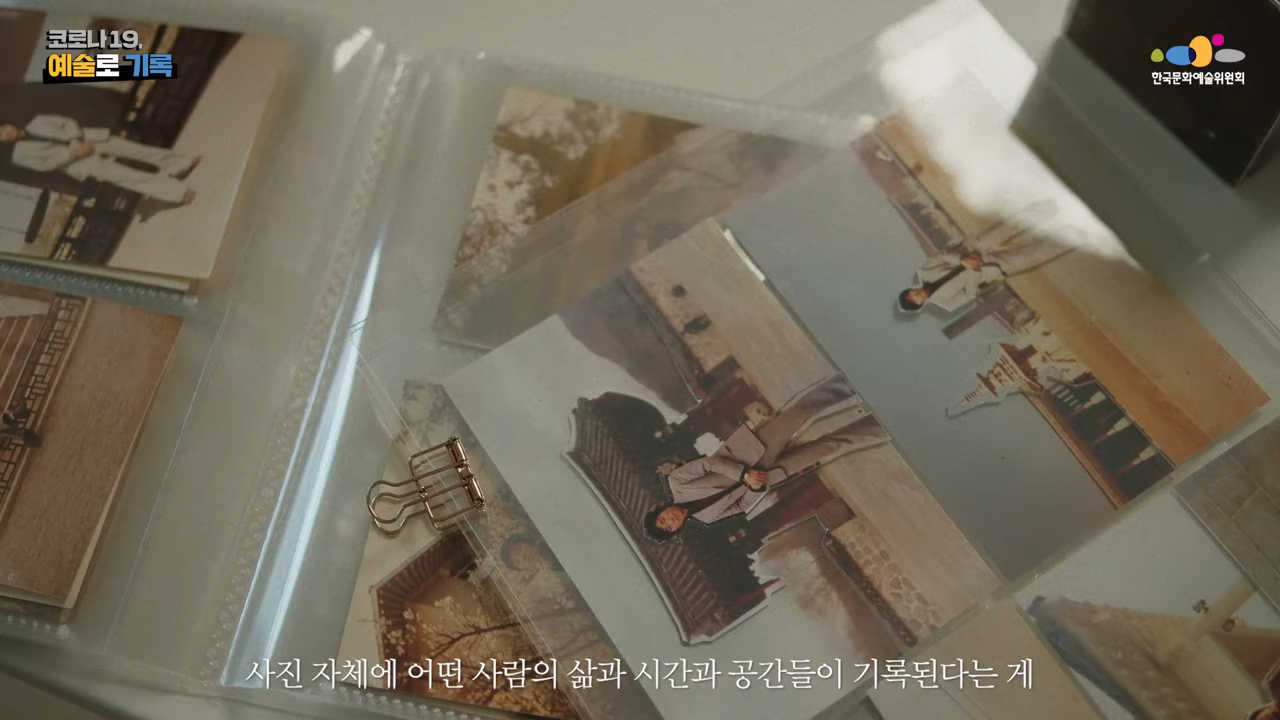 코로나 19,
예술로 기록
한국문화예술위원회
사진 자체에 어떤 사람의 삶과 시간과 공간들이 기록된다는 게